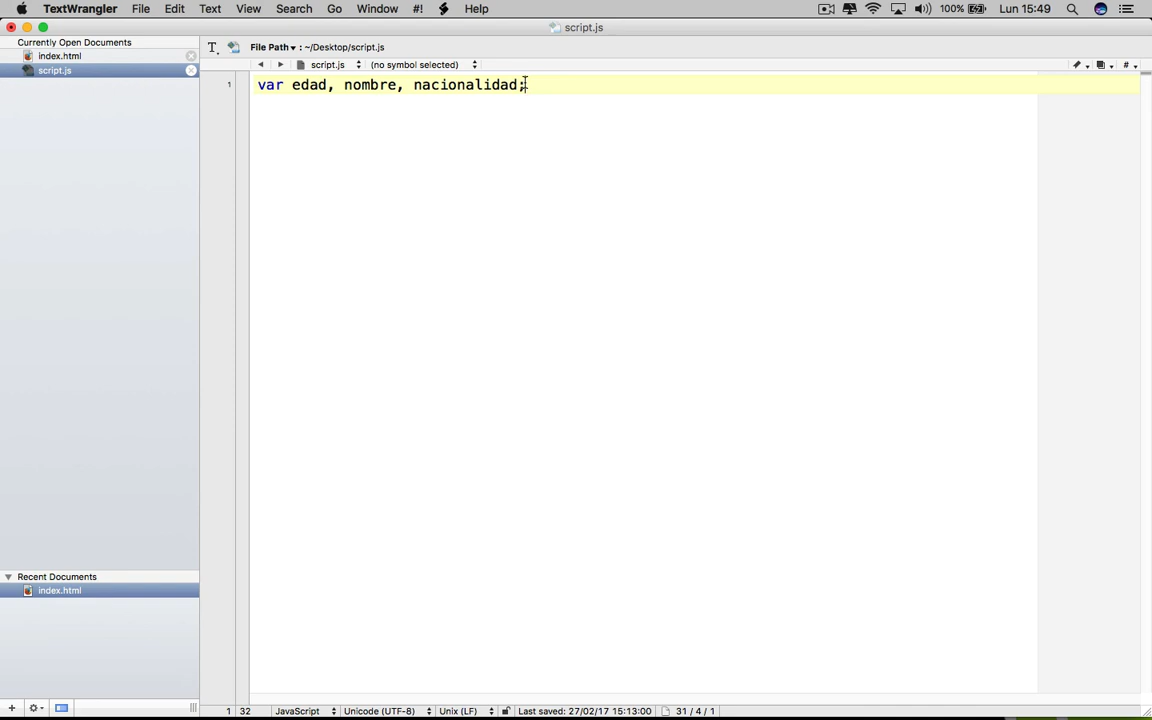 TextWrangler File Edit Text View Search Go Window #! Help 100% Lun 15:49
script.js
Currently Open Documents
index.html
script.js
File Path : ~/Desktop/script.js
script.js (no symbol selected) #
1 var edad, nombre, nacionalidad;
Recent Documents
index.html
1 32 JavaScript Unicode (UTF-8) Unix (LF) Last saved: 27/02/17 15:13:00 31 / 4 / 1